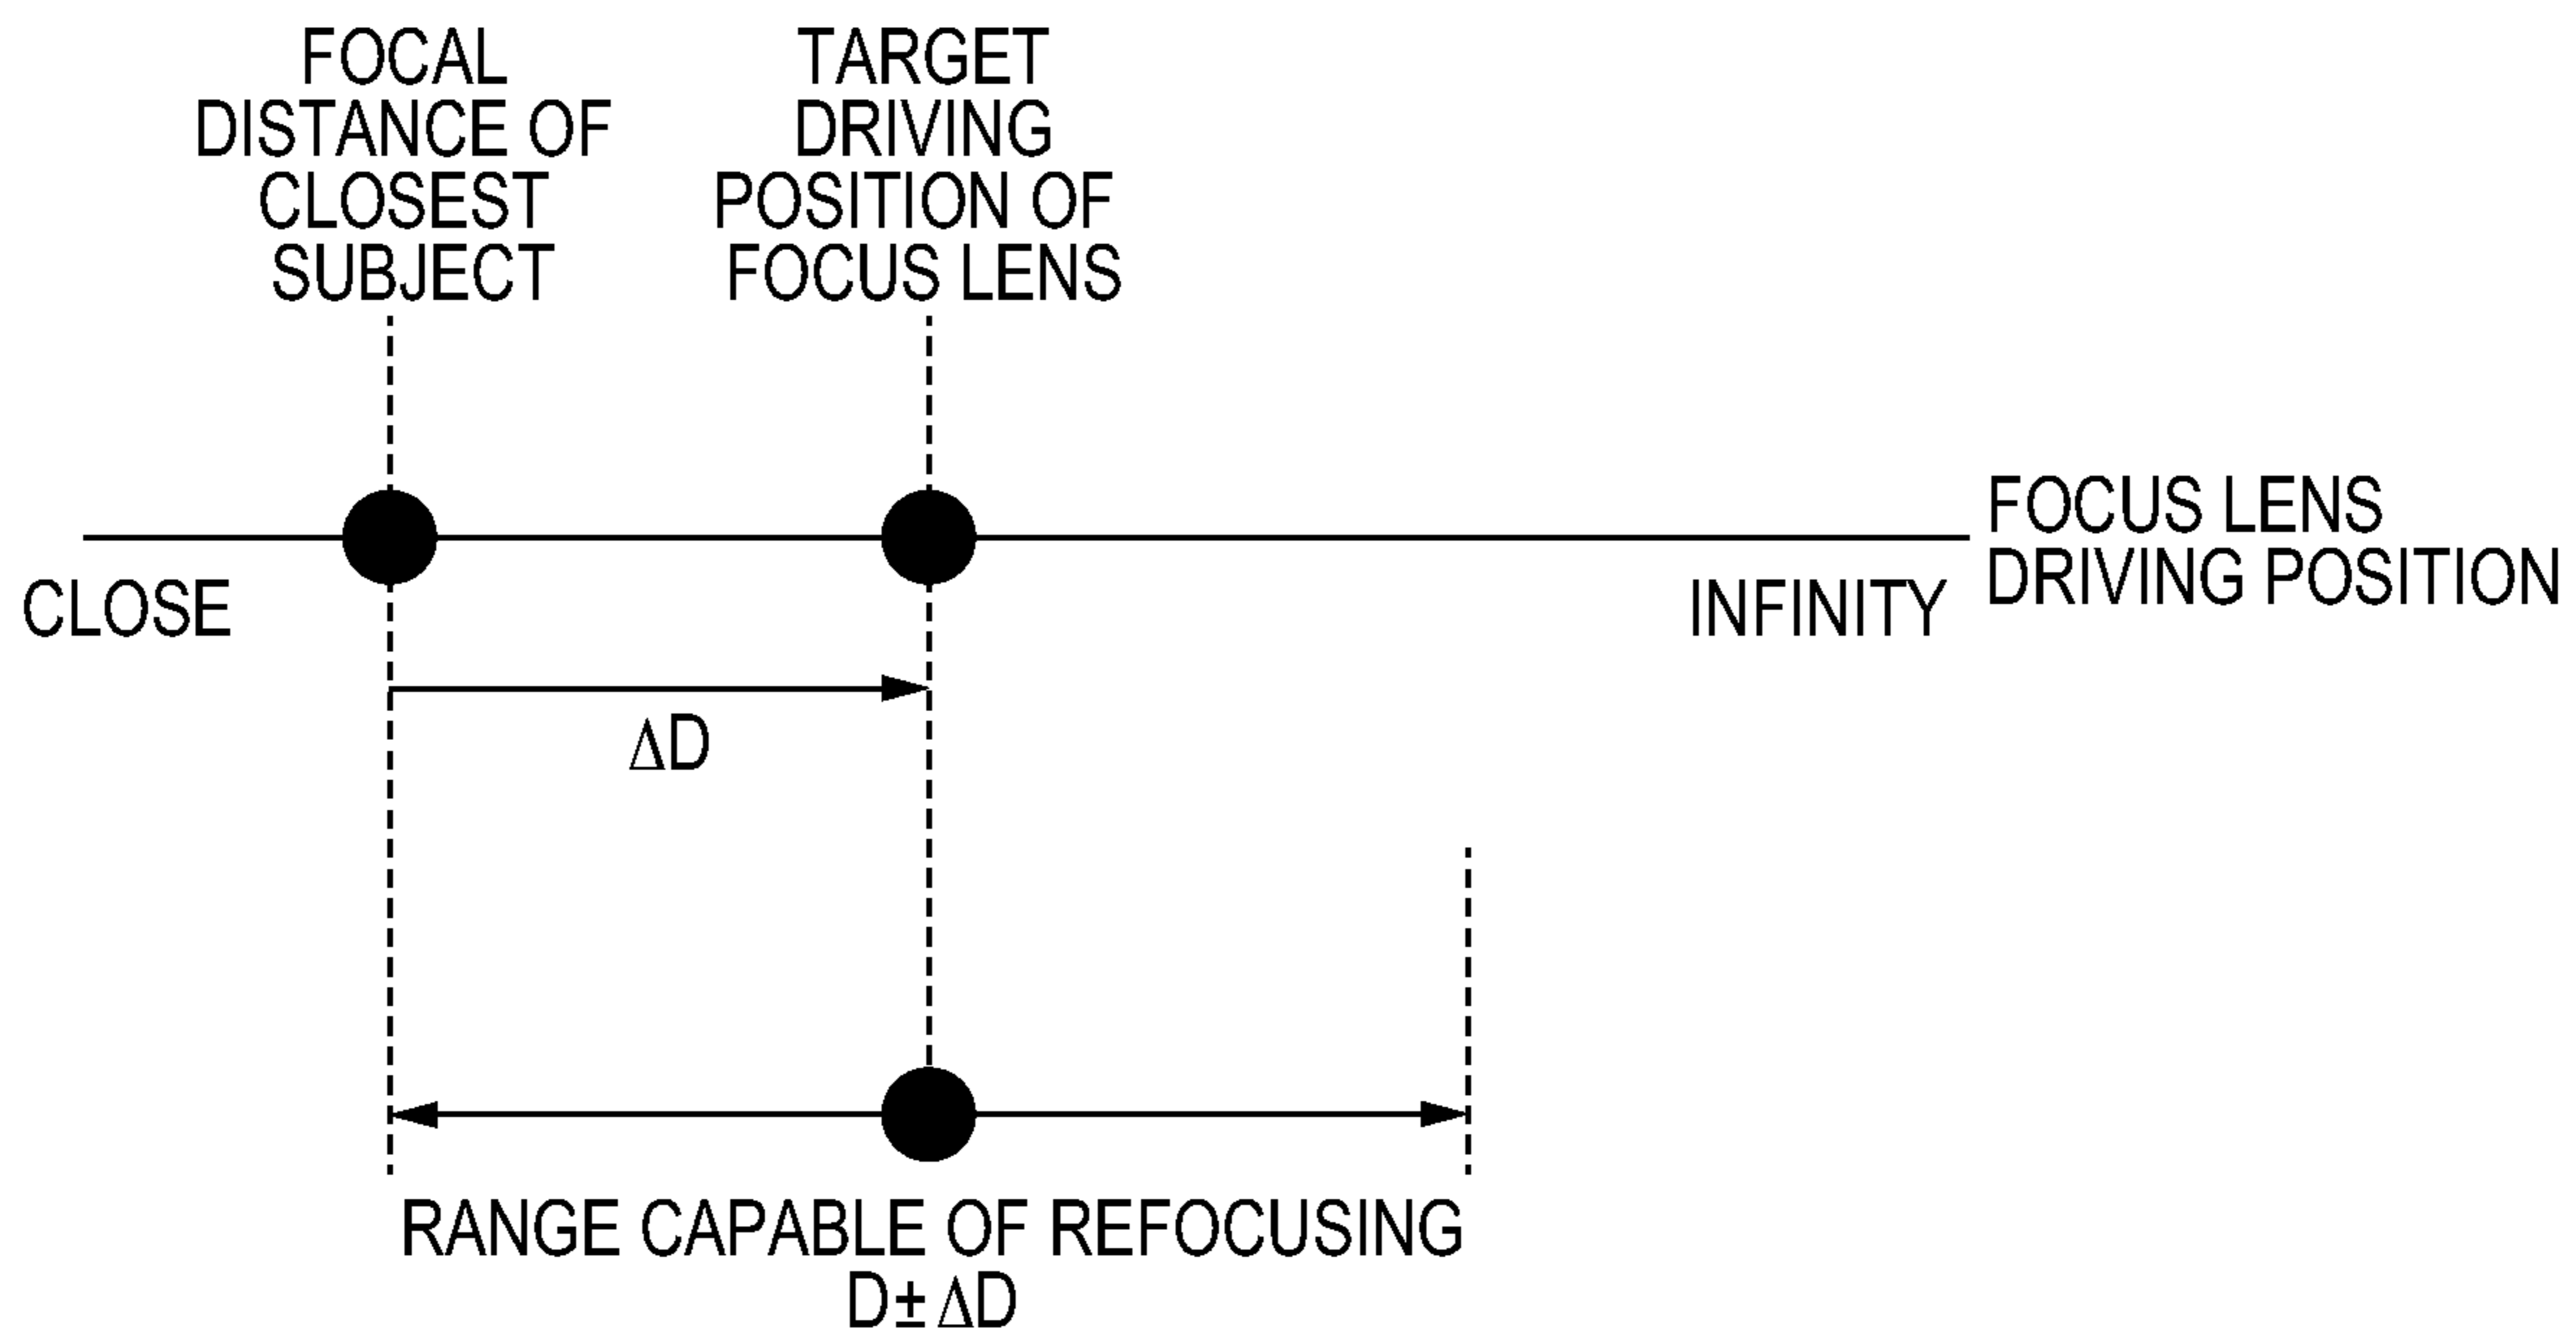 FOCAL
DISTANCE OF
CLOSEST
SUBJECT
TARGET
DRIVING
POSITION OF
FOCUS LENS
FOCUS LENS
DRIVING POSITION
CLOSE
INFINITY
ΔD
RANGE CAPABLE OF REFOCUSING
D± ΔD